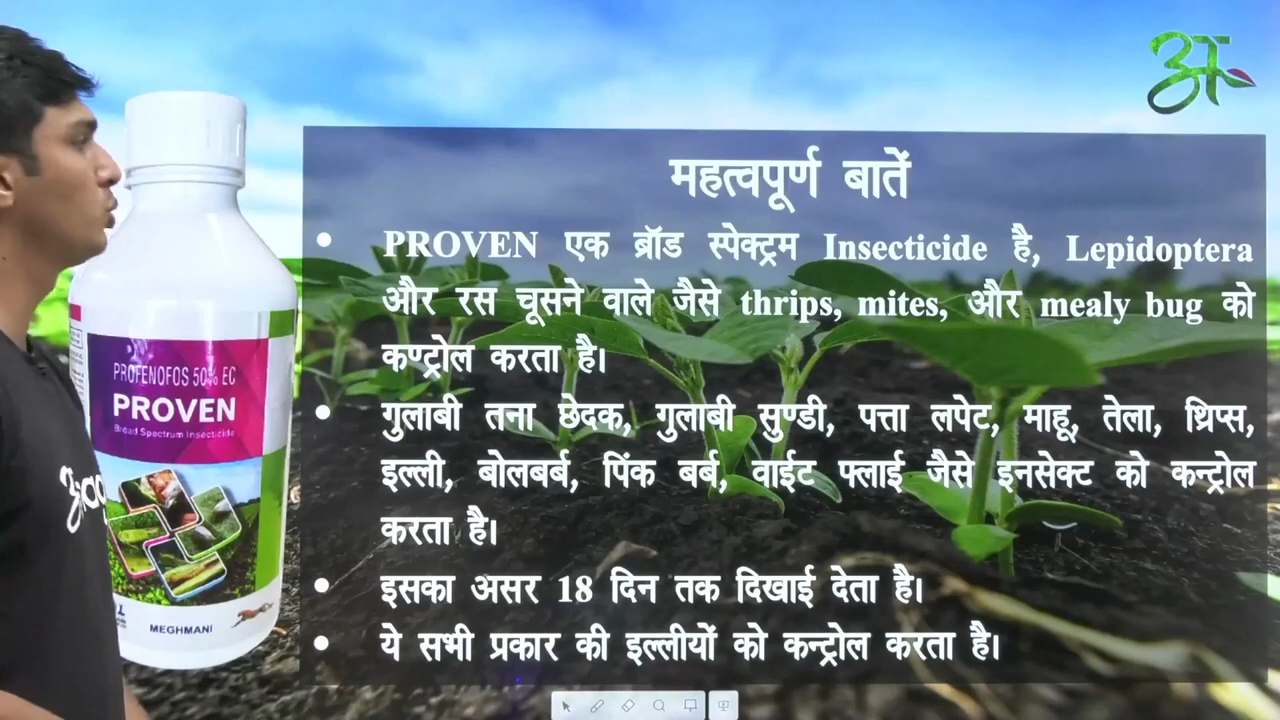 अ
महत्वपूर्ण बातें
• PROVEN एक ब्रॉड स्पेक्ट्रम Insecticide है, Lepidoptera
और रस चूसने वाले जैसे thrips, mites, और mealy bug को
कण्ट्रोल करता है।
• गुलाबी तना छेदक, गुलाबी सुण्डी, पत्ता लपेट, माहू, तेला, थ्रिप्स,
इल्ली, बोलबर्ब, पिंक बर्ब, वाईट फ्लाई जैसे इनसेक्ट को कन्ट्रोल
करता है।
• इसका असर 18 दिन तक दिखाई देता है।
• ये सभी प्रकार की इल्लीयों को कन्ट्रोल करता है।
PROFENOFOS 50% EC
PROVEN
Broad Spectrum Insecticide
MEGHMANI